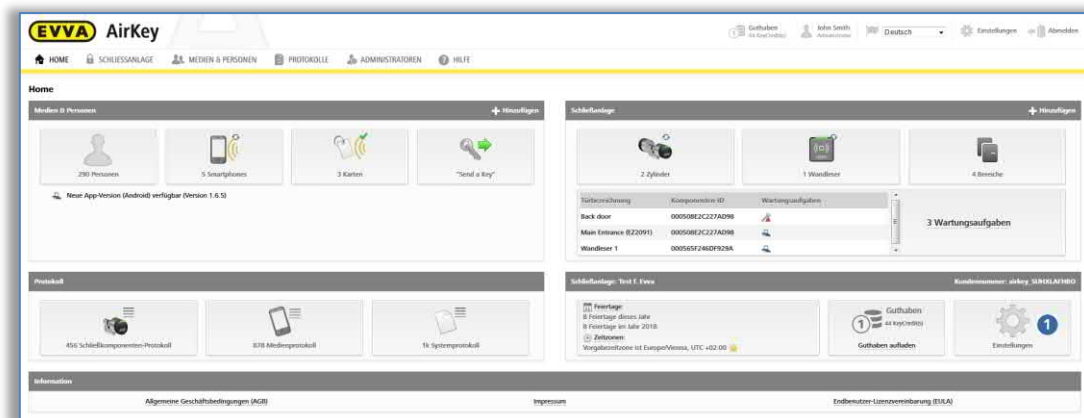 EVVA AirKey
Guthaben
44 KeyCredit(s)
John Smith
Administrator
Deutsch
Einstellungen
Abmelden
HOME SCHLIESSANLAGE MEDIEN & PERSONEN PROTOKOLLE ADMINISTRATOREN HILFE
Home
Medien & Personen Hinzufügen
290 Personen 5 Smartphones 3 Karten "Send a Key"
Neue App-Version (Android) verfügbar (Version 1.6.5)
Schließanlage Hinzufügen
2 Zylinder 1 Wandleser 4 Bereiche
Türbezeichnung Komponenten-ID Wartungsaufgaben
Back door 000508E2C227AD98
Main Entrance (EZ2091) 000508E2C227AD98
Wandleser 1 000565F246DF929A
3 Wartungsaufgaben
Protokoll
456 Schließkomponenten-Protokoll 878 Medienprotokoll 1k Systemprotokoll
Schließanlage: Test f. Evva Kundennummer: airkey_SUHXLAFHBO
Feiertage:
8 Feiertage dieses Jahr
8 Feiertage im Jahr 2018
Zeitzonen:
Vorgabezeitzone ist Europe/Vienna, UTC +02:00
Guthaben
1 44 KeyCredit(s)
Guthaben aufladen
1
Einstellungen
Information
Allgemeine Geschäftsbedingungen (AGB) Impressum Endbenutzer-Lizenzvereinbarung (EULA)